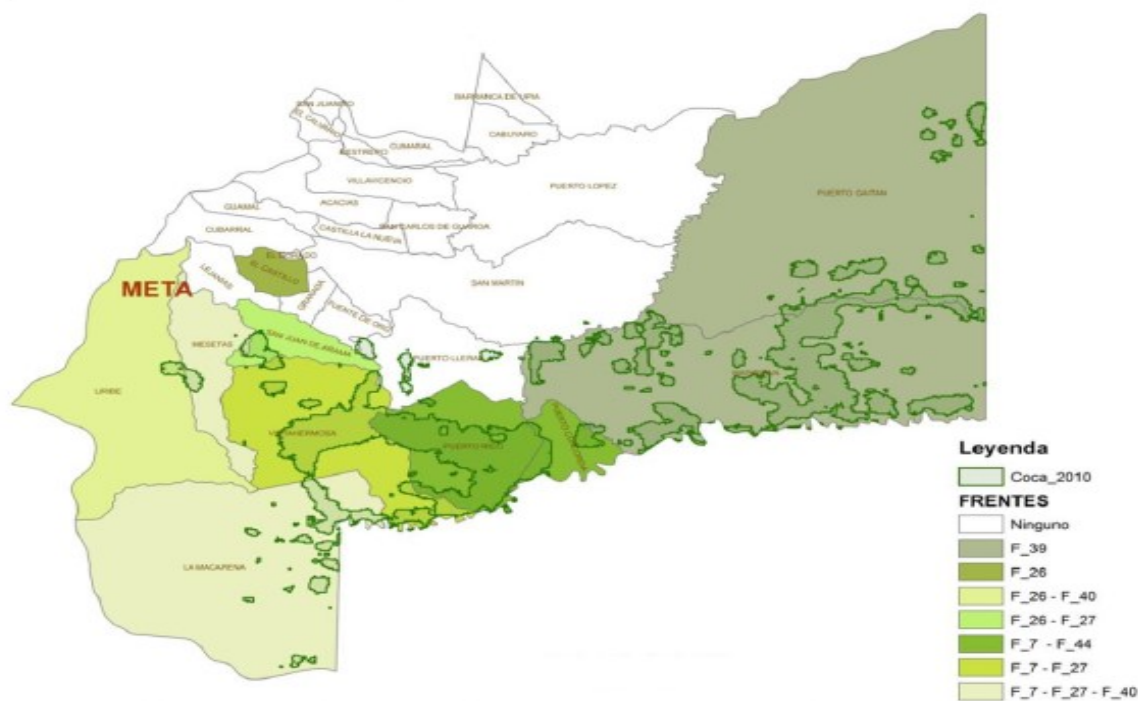 BARRANCA DE UPIA
SAN JUANITO
EL CALVARIO
CABUYARO
CUMARAL
RESTREPO
VILLAVICENCIO
PUERTO LOPEZ
PUERTO GAITAN
ACACIAS
GUAMAL
SAN CARLOS DE GUAROA
CUBARRAL
CASTILLA LA NUEVA
EL DORADO
EL CASTILLO
LEJANIAS
META
GRANADA
SAN MARTIN
PUENTE DE ORO
SAN JUAN DE ARAMA
MESETAS
PUERTO LLERAS
URIBE
VISTAHERMOSA
PUERTO RICO
PUERTO CONCORDIA
LA MACARENA
Leyenda
Coca_2010
FRENTES
Ninguno
F_39
F_26
F_26 - F_40
F_26 - F_27
F_7 - F_44
F_7 - F_27
F_7 - F_27 - F_40